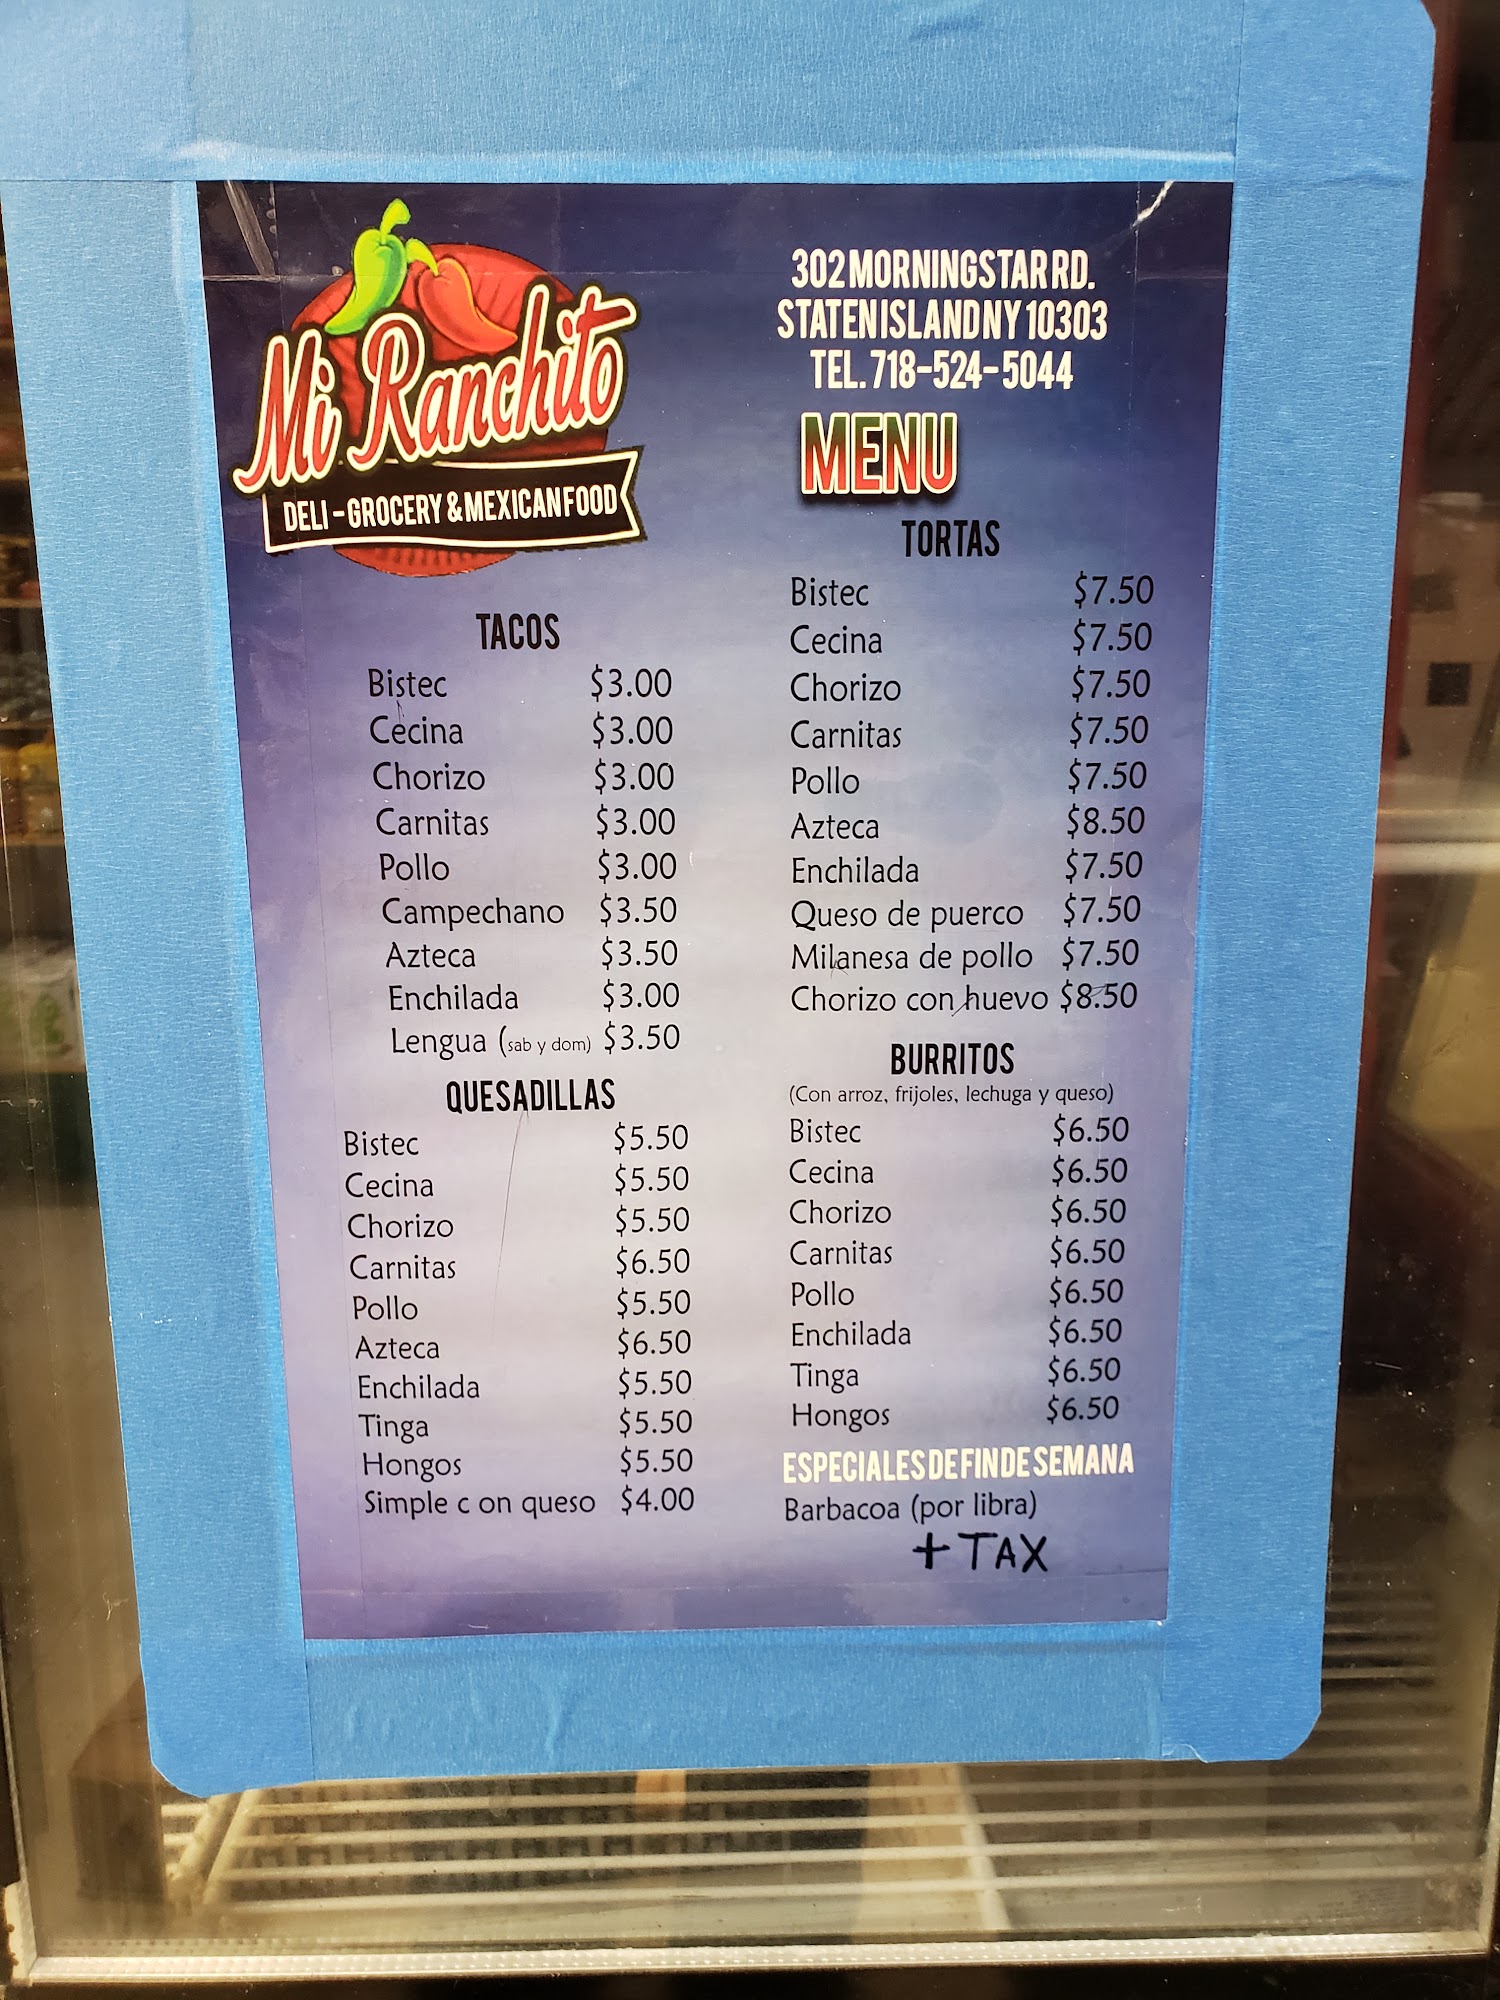 Mi Ranchito
DELI - GROCERY & MEXICAN FOOD
302 MORNINGSTAR RD.
STATEN ISLAND NY 10303
TEL. 718-524-5044
MENU
TACOS
Bistec $3.00
Cecina $3.00
Chorizo $3.00
Carnitas $3.00
Pollo $3.00
Campechano $3.50
Azteca $3.50
Enchilada $3.00
Lengua (sab y dom) $3.50
QUESADILLAS
Bistec $5.50
Cecina $5.50
Chorizo $5.50
Carnitas $6.50
Pollo $5.50
Azteca $6.50
Enchilada $5.50
Tinga $5.50
Hongos $5.50
Simple c on queso $4.00
TORTAS
Bistec $7.50
Cecina $7.50
Chorizo $7.50
Carnitas $7.50
Pollo $7.50
Azteca $8.50
Enchilada $7.50
Queso de puerco $7.50
Milanesa de pollo $7.50
Chorizo con huevo $8.50
BURRITOS
(Con arroz, frijoles, lechuga y queso)
Bistec $6.50
Cecina $6.50
Chorizo $6.50
Carnitas $6.50
Pollo $6.50
Enchilada $6.50
Tinga $6.50
Hongos $6.50
ESPECIALES DE FIN DE SEMANA
Barbacoa (por libra)
+ TAX